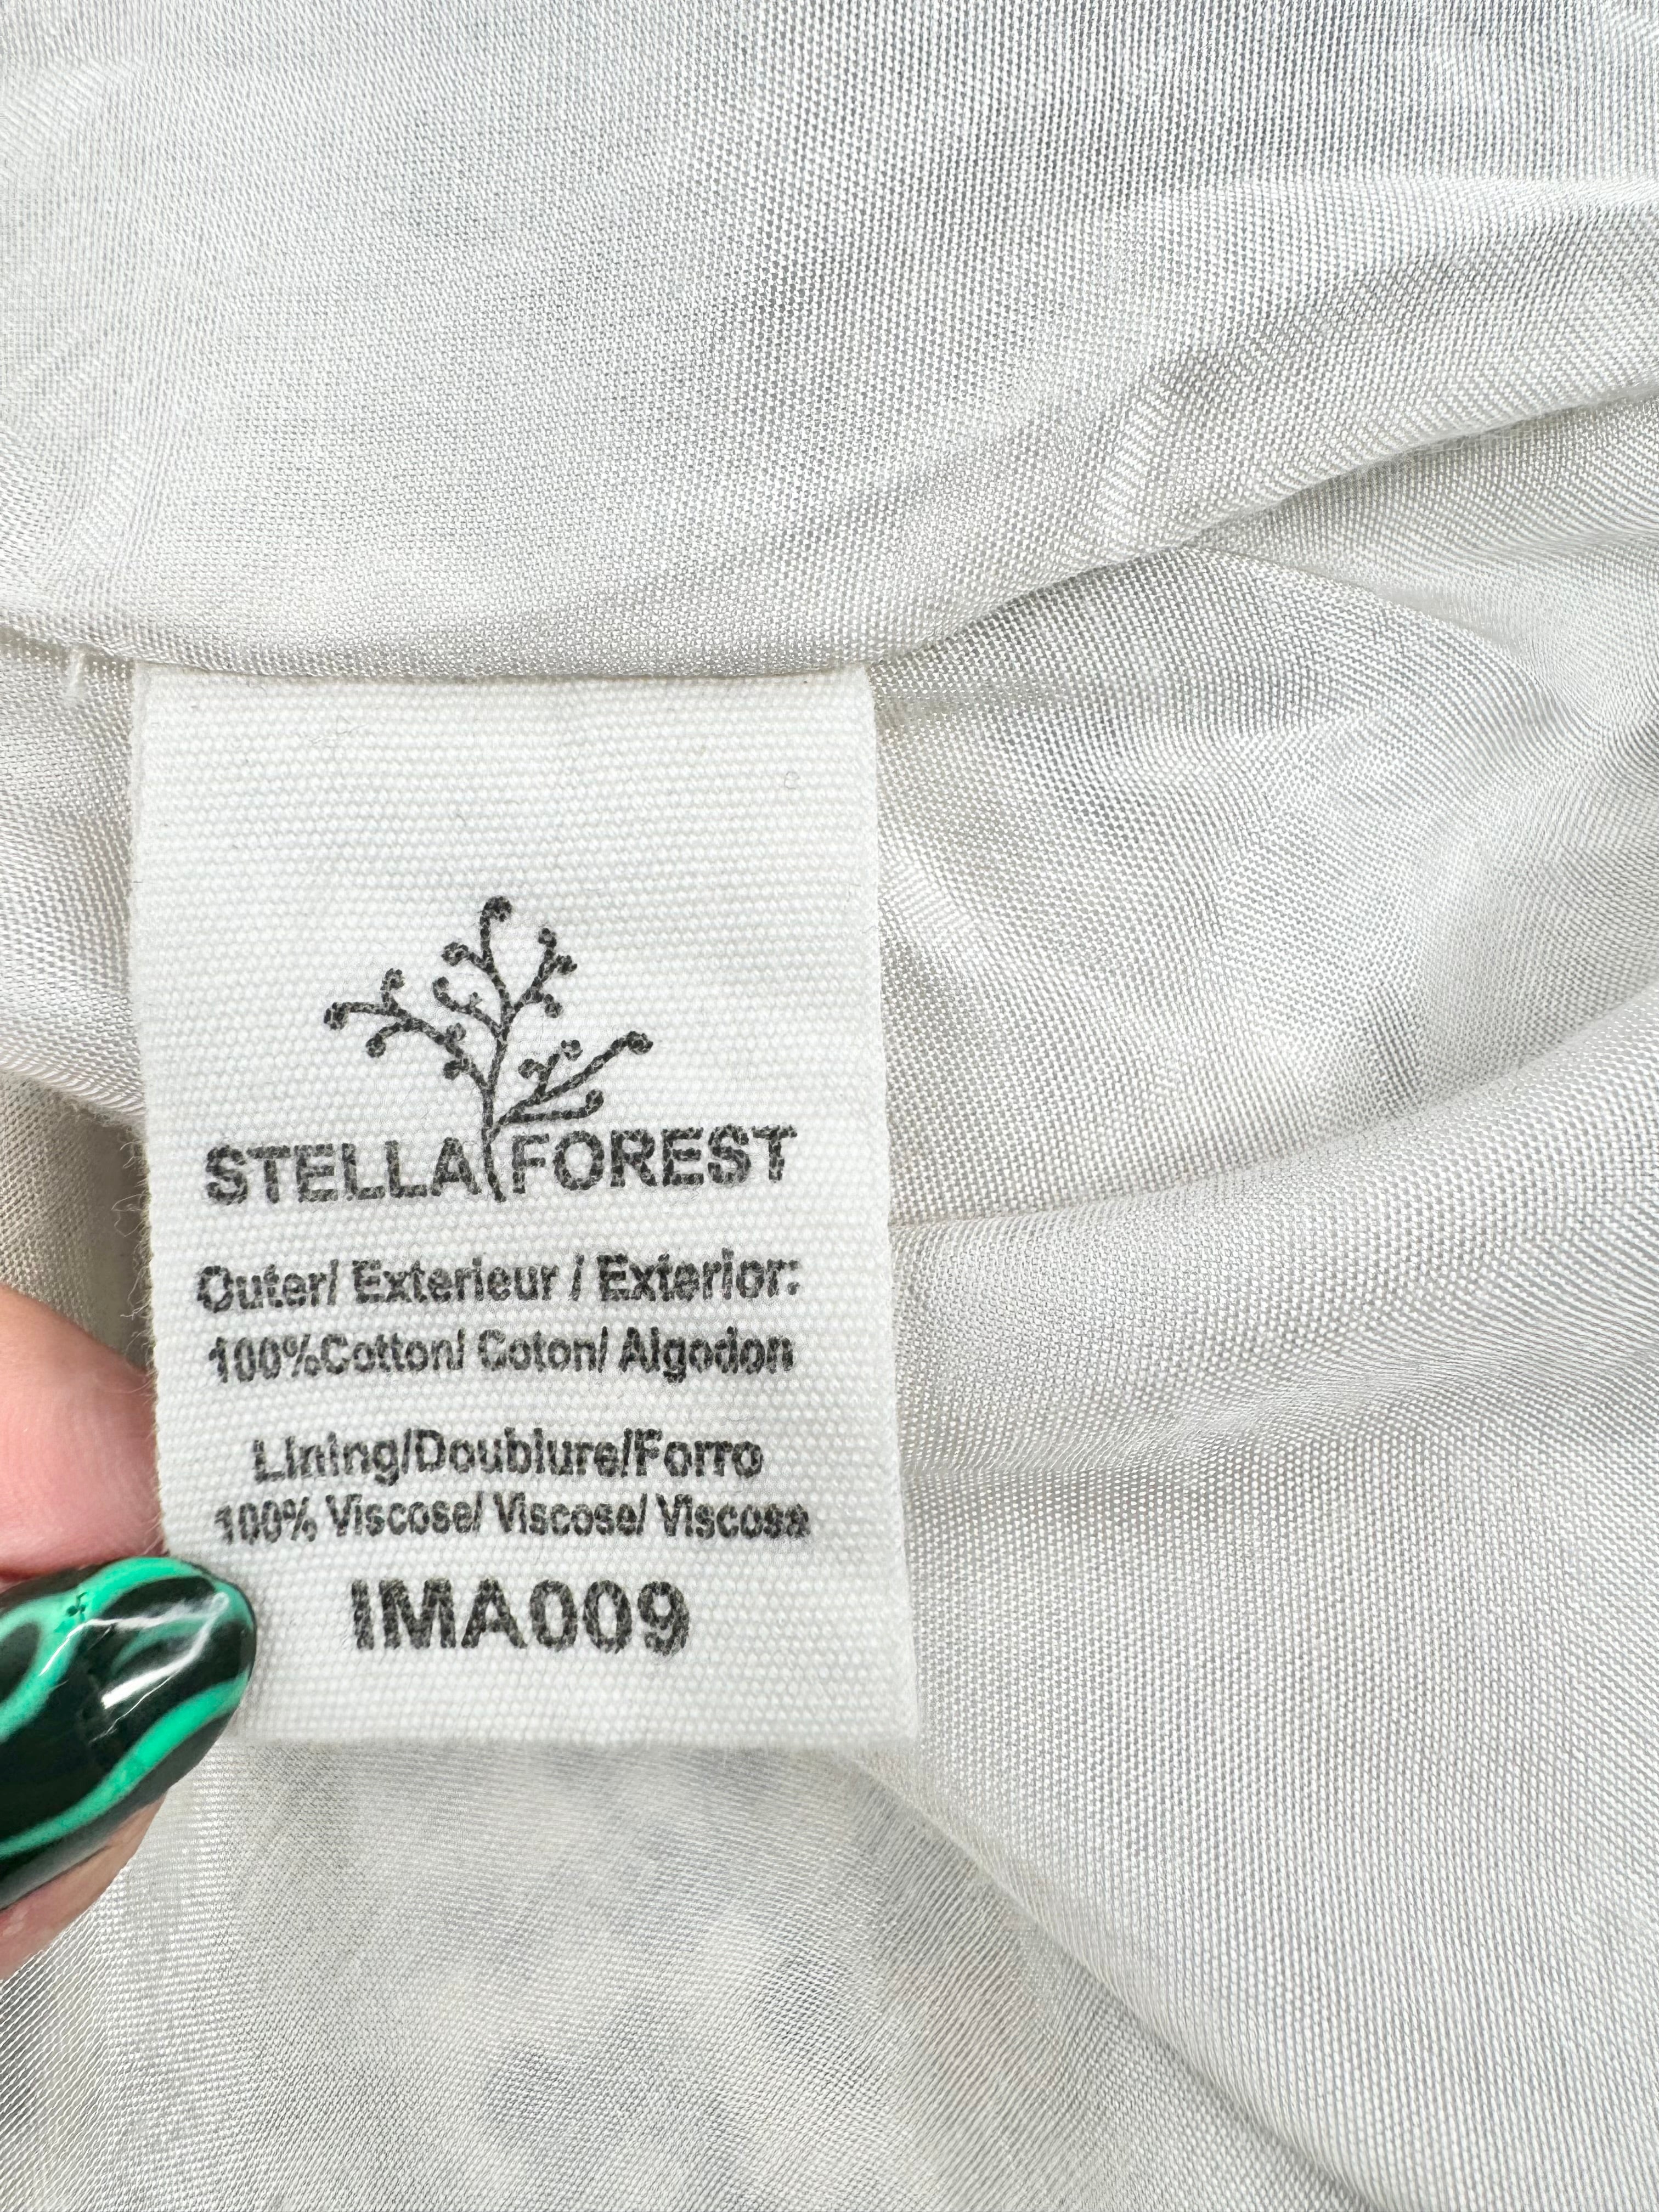 STELLA FOREST
Outer/ Exterieur / Exterior:
100%Cotton/ Coton/ Algodon
Lining/Doublure/Forro
100% Viscose/ Viscose/ Viscosa
IMA009